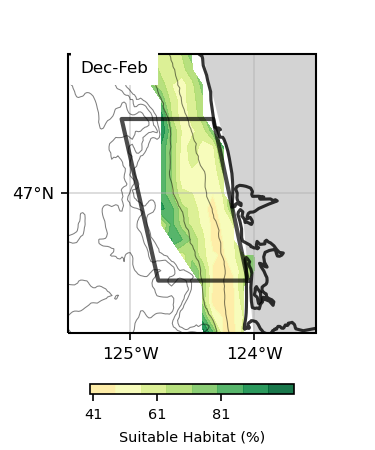 Dec-Feb
47°N
125°W 124°W
41 61 81
Suitable Habitat (%)